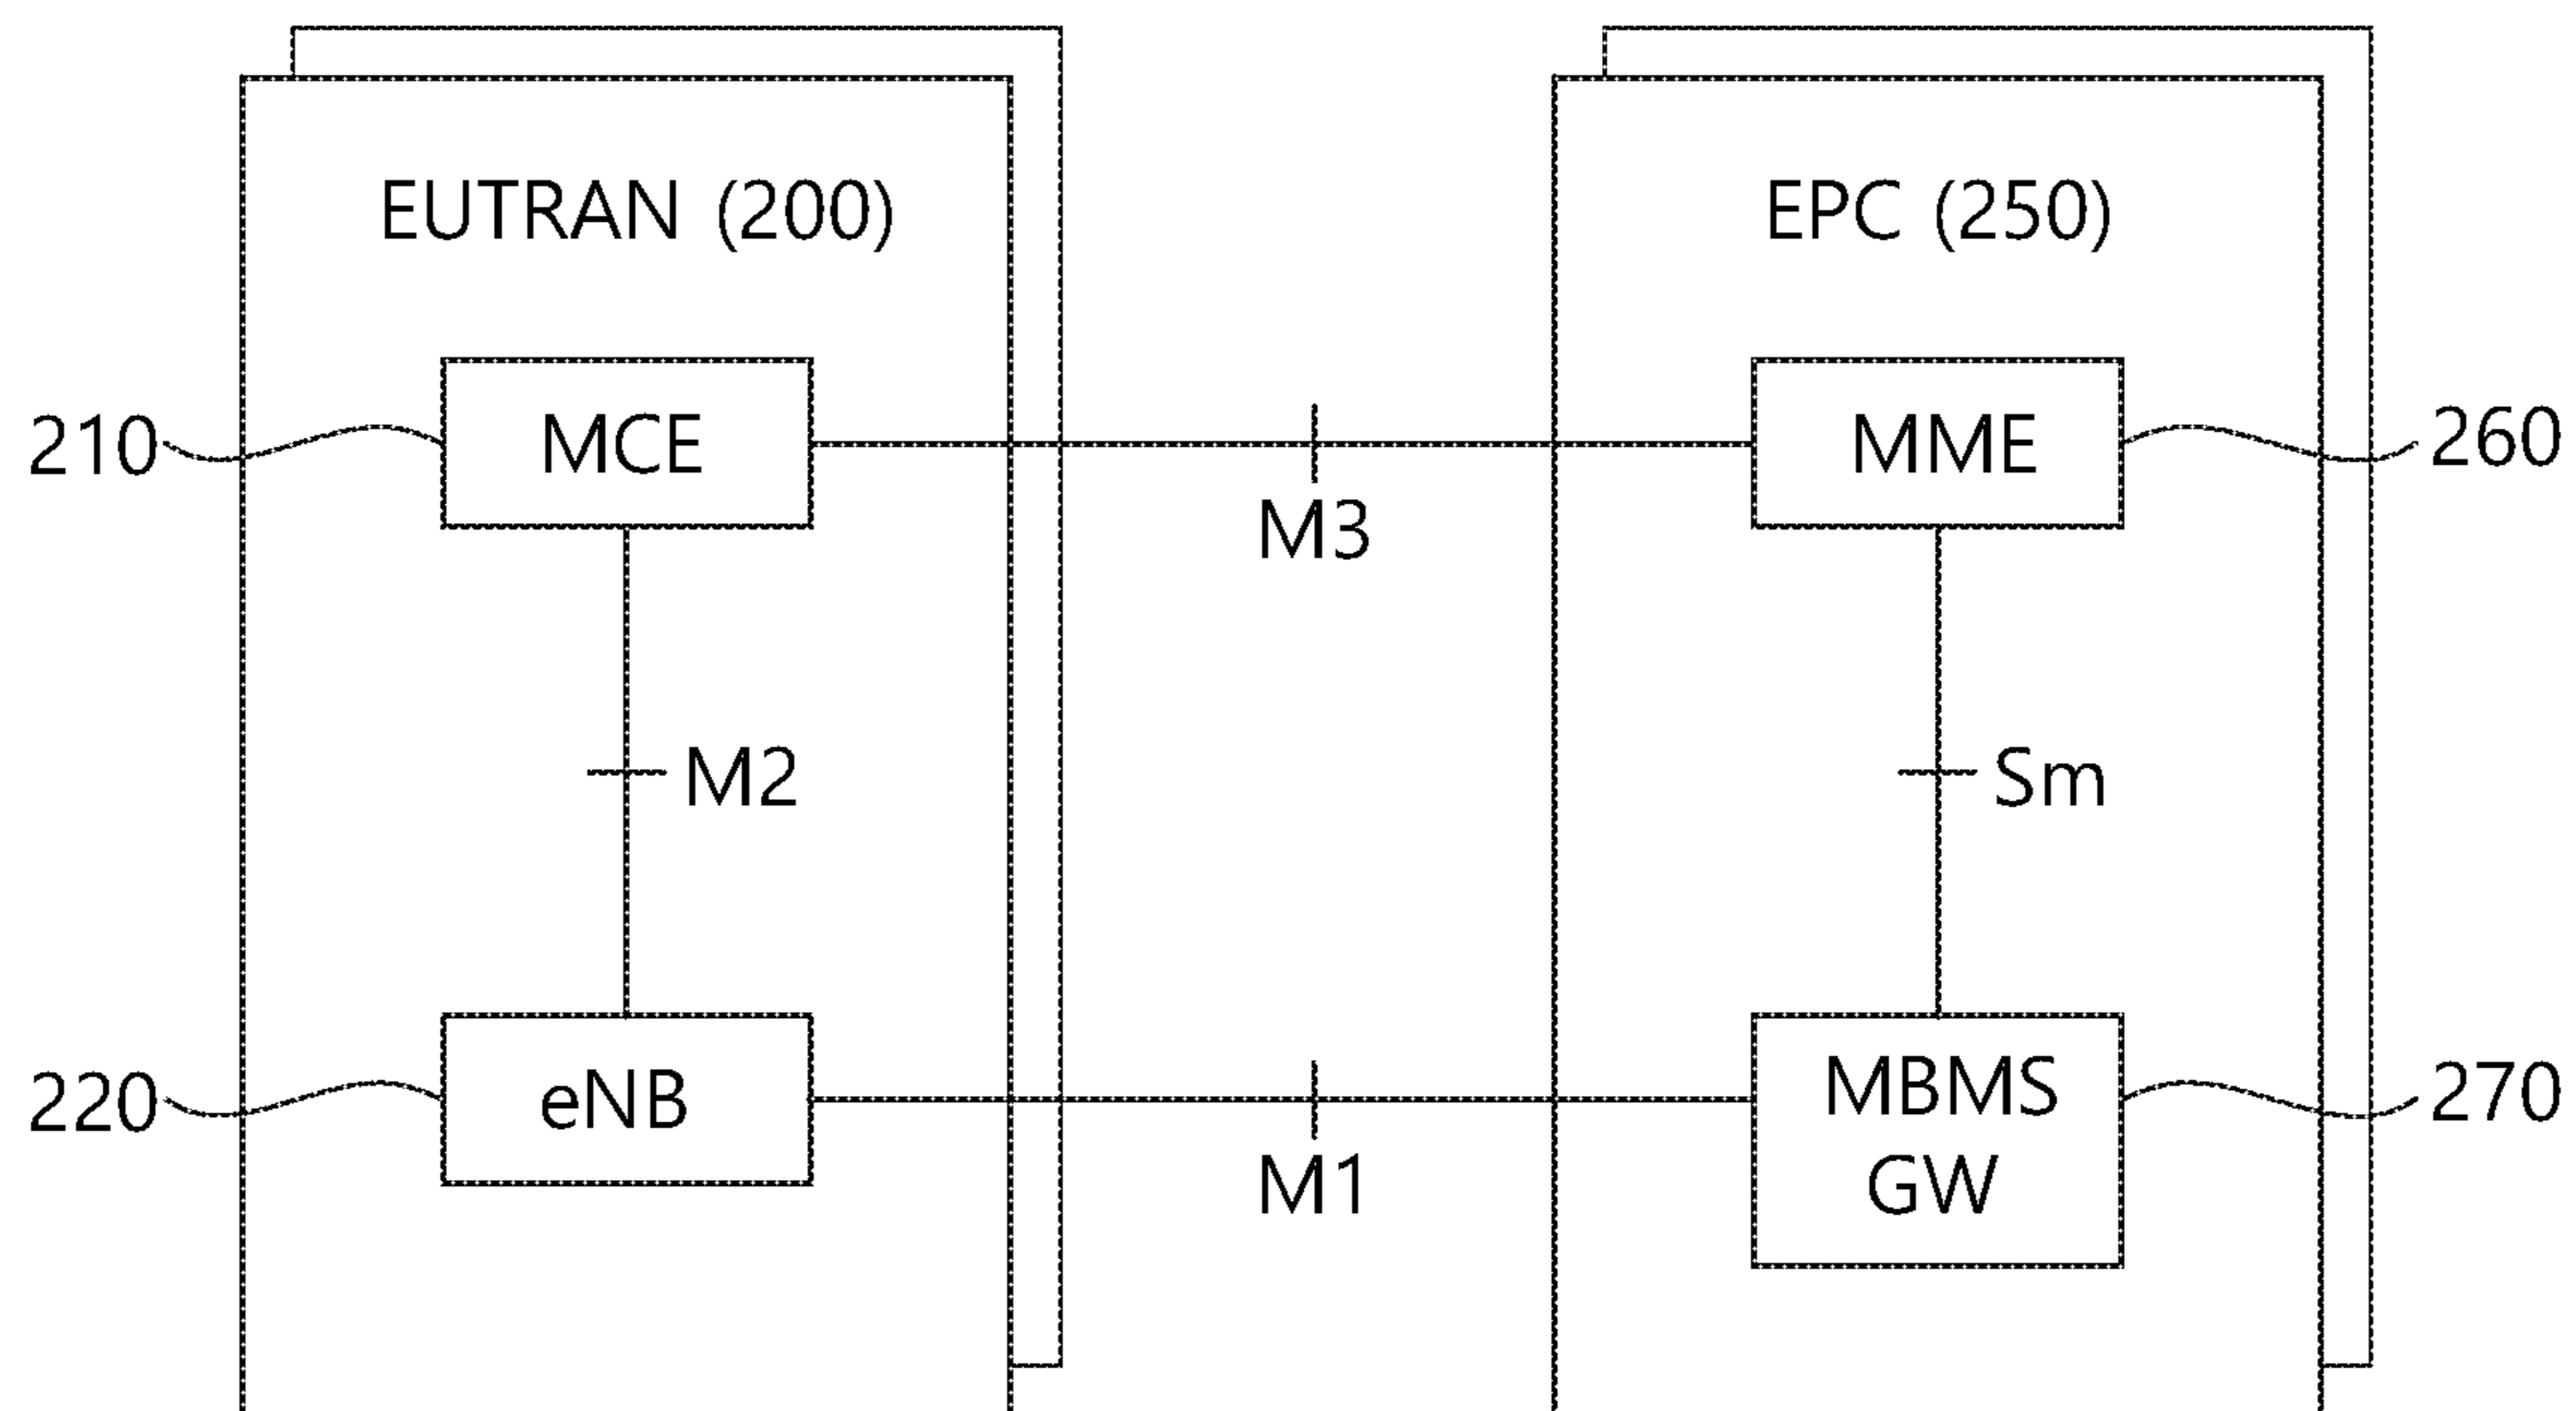 EUTRAN (200)
EPC (250)
210
MCE
MME
260
M3
M2
Sm
220
eNB
MBMS
GW
270
M1